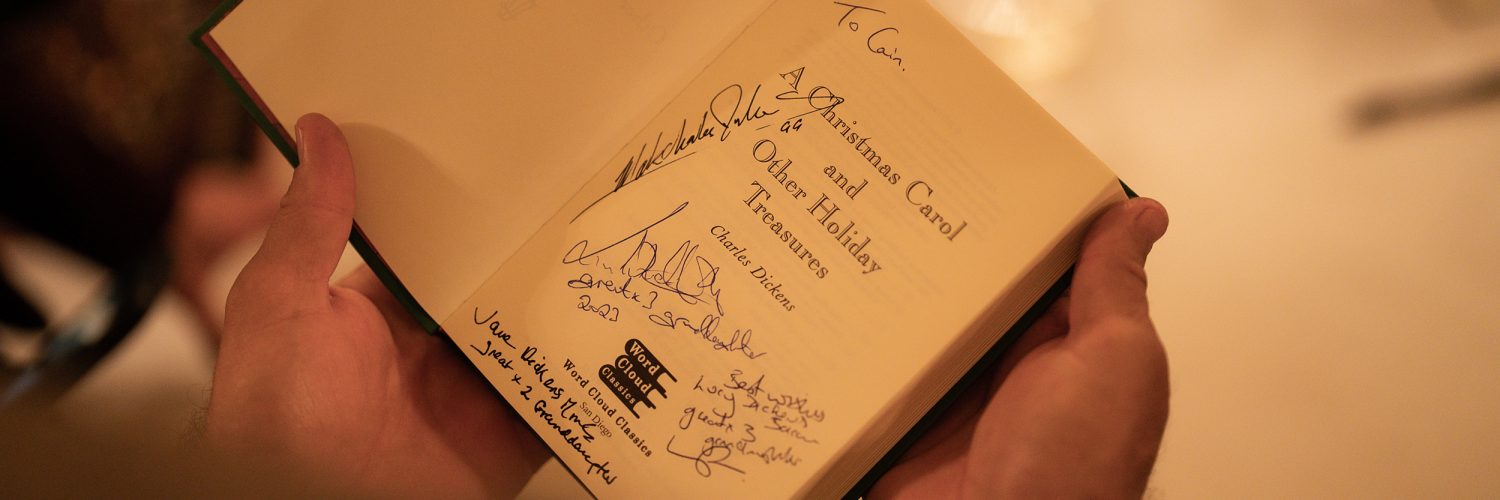 To Cain.
A Christmas Carol
and
Other Holiday
Treasures
Charles Dickens
great x 3 granddaughter
2023
Word
Cloud
Classics
Word Cloud Classics
San Diego
Jane Dickens Monk
great x 2 Granddaughter
Best wishes
Lucy Dickens
great x 3
granddaughter